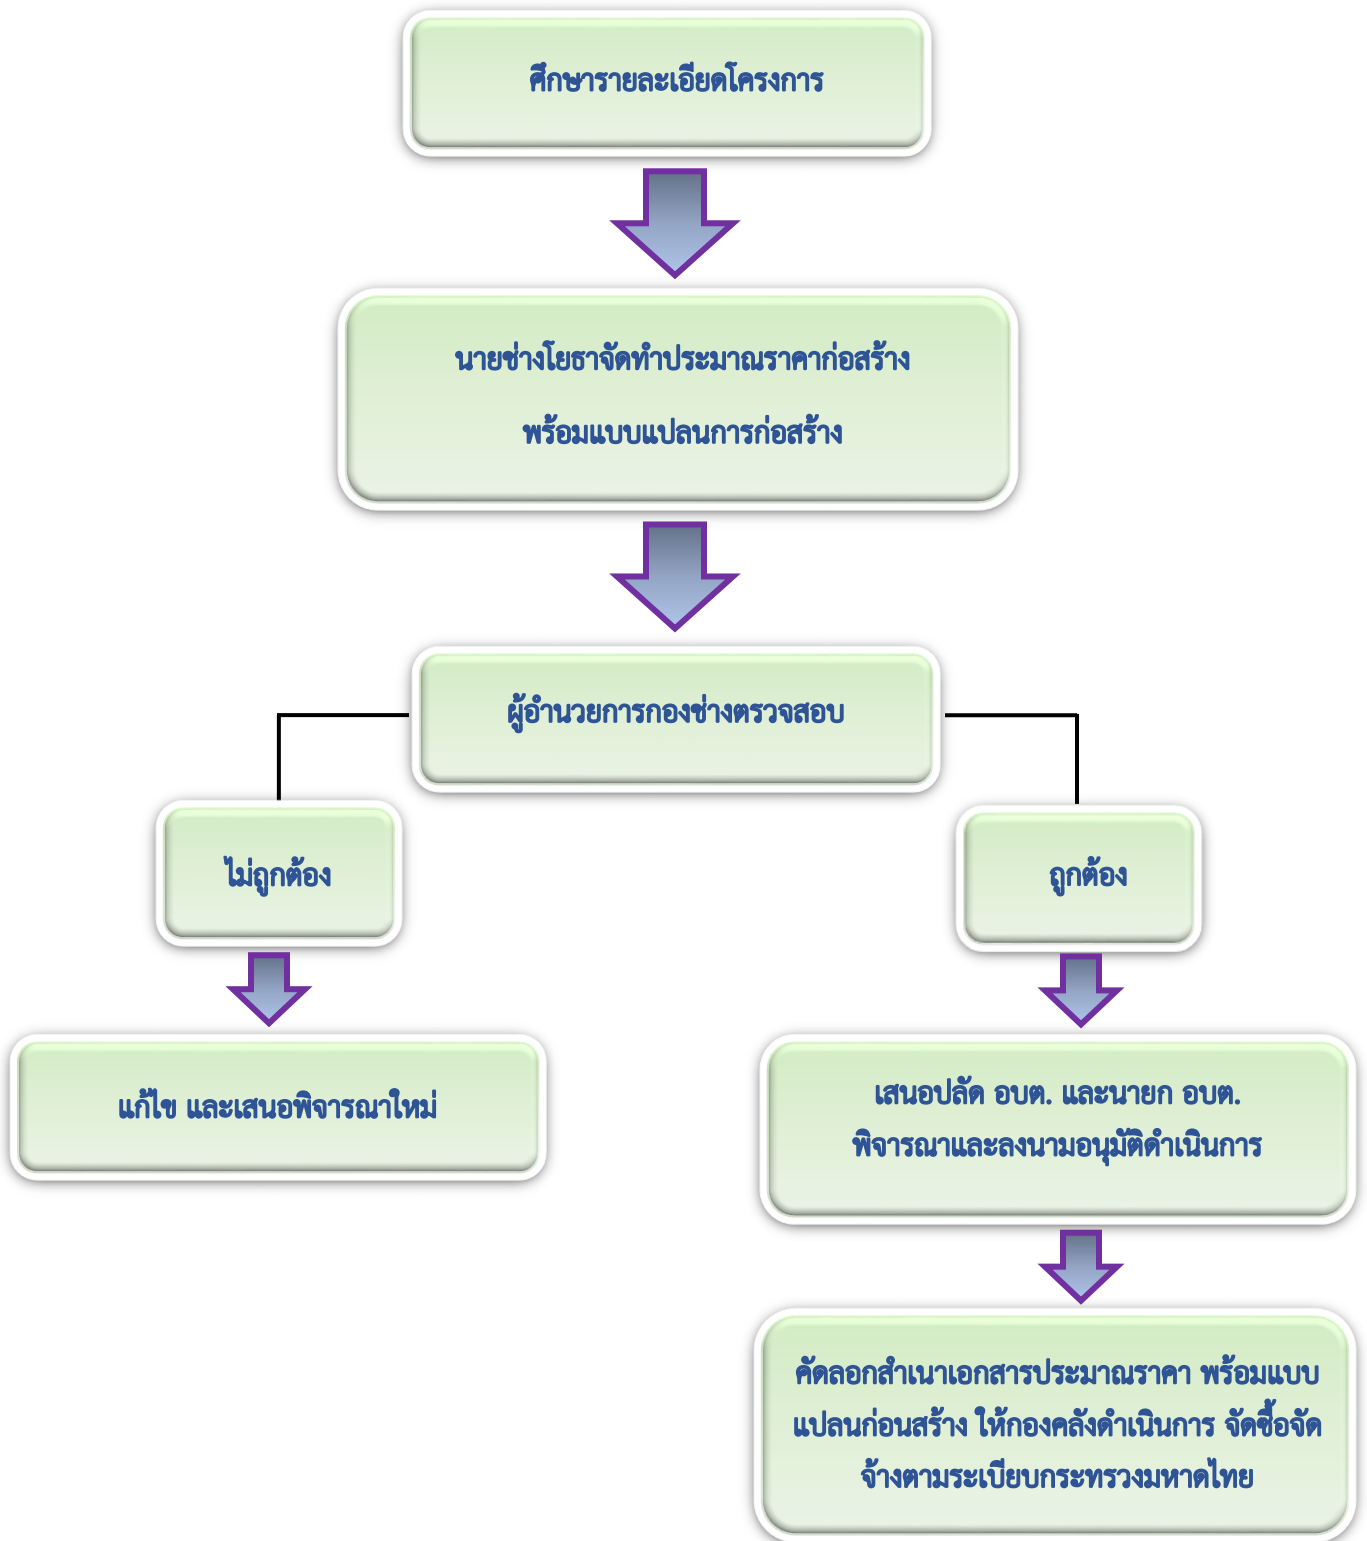 ศึกษารายละเอียดโครงการ
นายช่างโยธาจัดทำประมาณราคาก่อสร้าง
พร้อมแบบแปลนการก่อสร้าง
ผู้อำนวยการกองช่างตรวจสอบ
ไม่ถูกต้อง
ถูกต้อง
แก้ไข และเสนอพิจารณาใหม่
เสนอปลัด อบต. และนายก อบต.
พิจารณาและลงนามอนุมัติดำเนินการ
คัดลอกสำเนาเอกสารประมาณราคา พร้อมแบบ
แปลนก่อนสร้าง ให้กองคลังดำเนินการ จัดซื้อจัด
จ้างตามระเบียบกระทรวงมหาดไทย